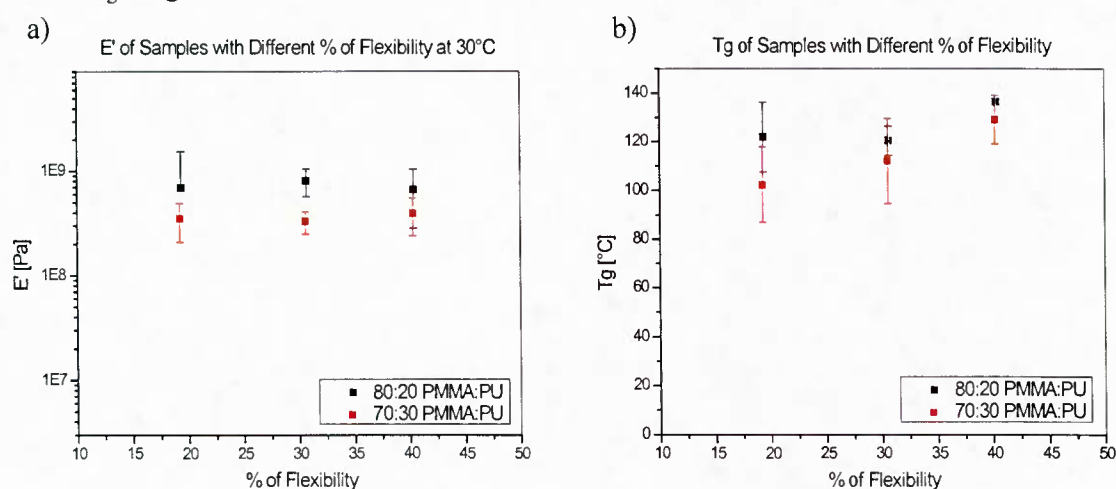 a)
E' of Samples with Different % of Flexibility at 30°C
1E9
1E8
1E7
E' [Pa]
10 15 20 25 30 35 40 45 50
% of Flexibility
80:20 PMMA:PU
70:30 PMMA:PU
b)
Tg of Samples with Different % of Flexibility
140
120
100
80
60
40
20
0
Tg [°C]
10 15 20 25 30 35 40 45 50
% of Flexibility
80:20 PMMA:PU
70:30 PMMA:PU